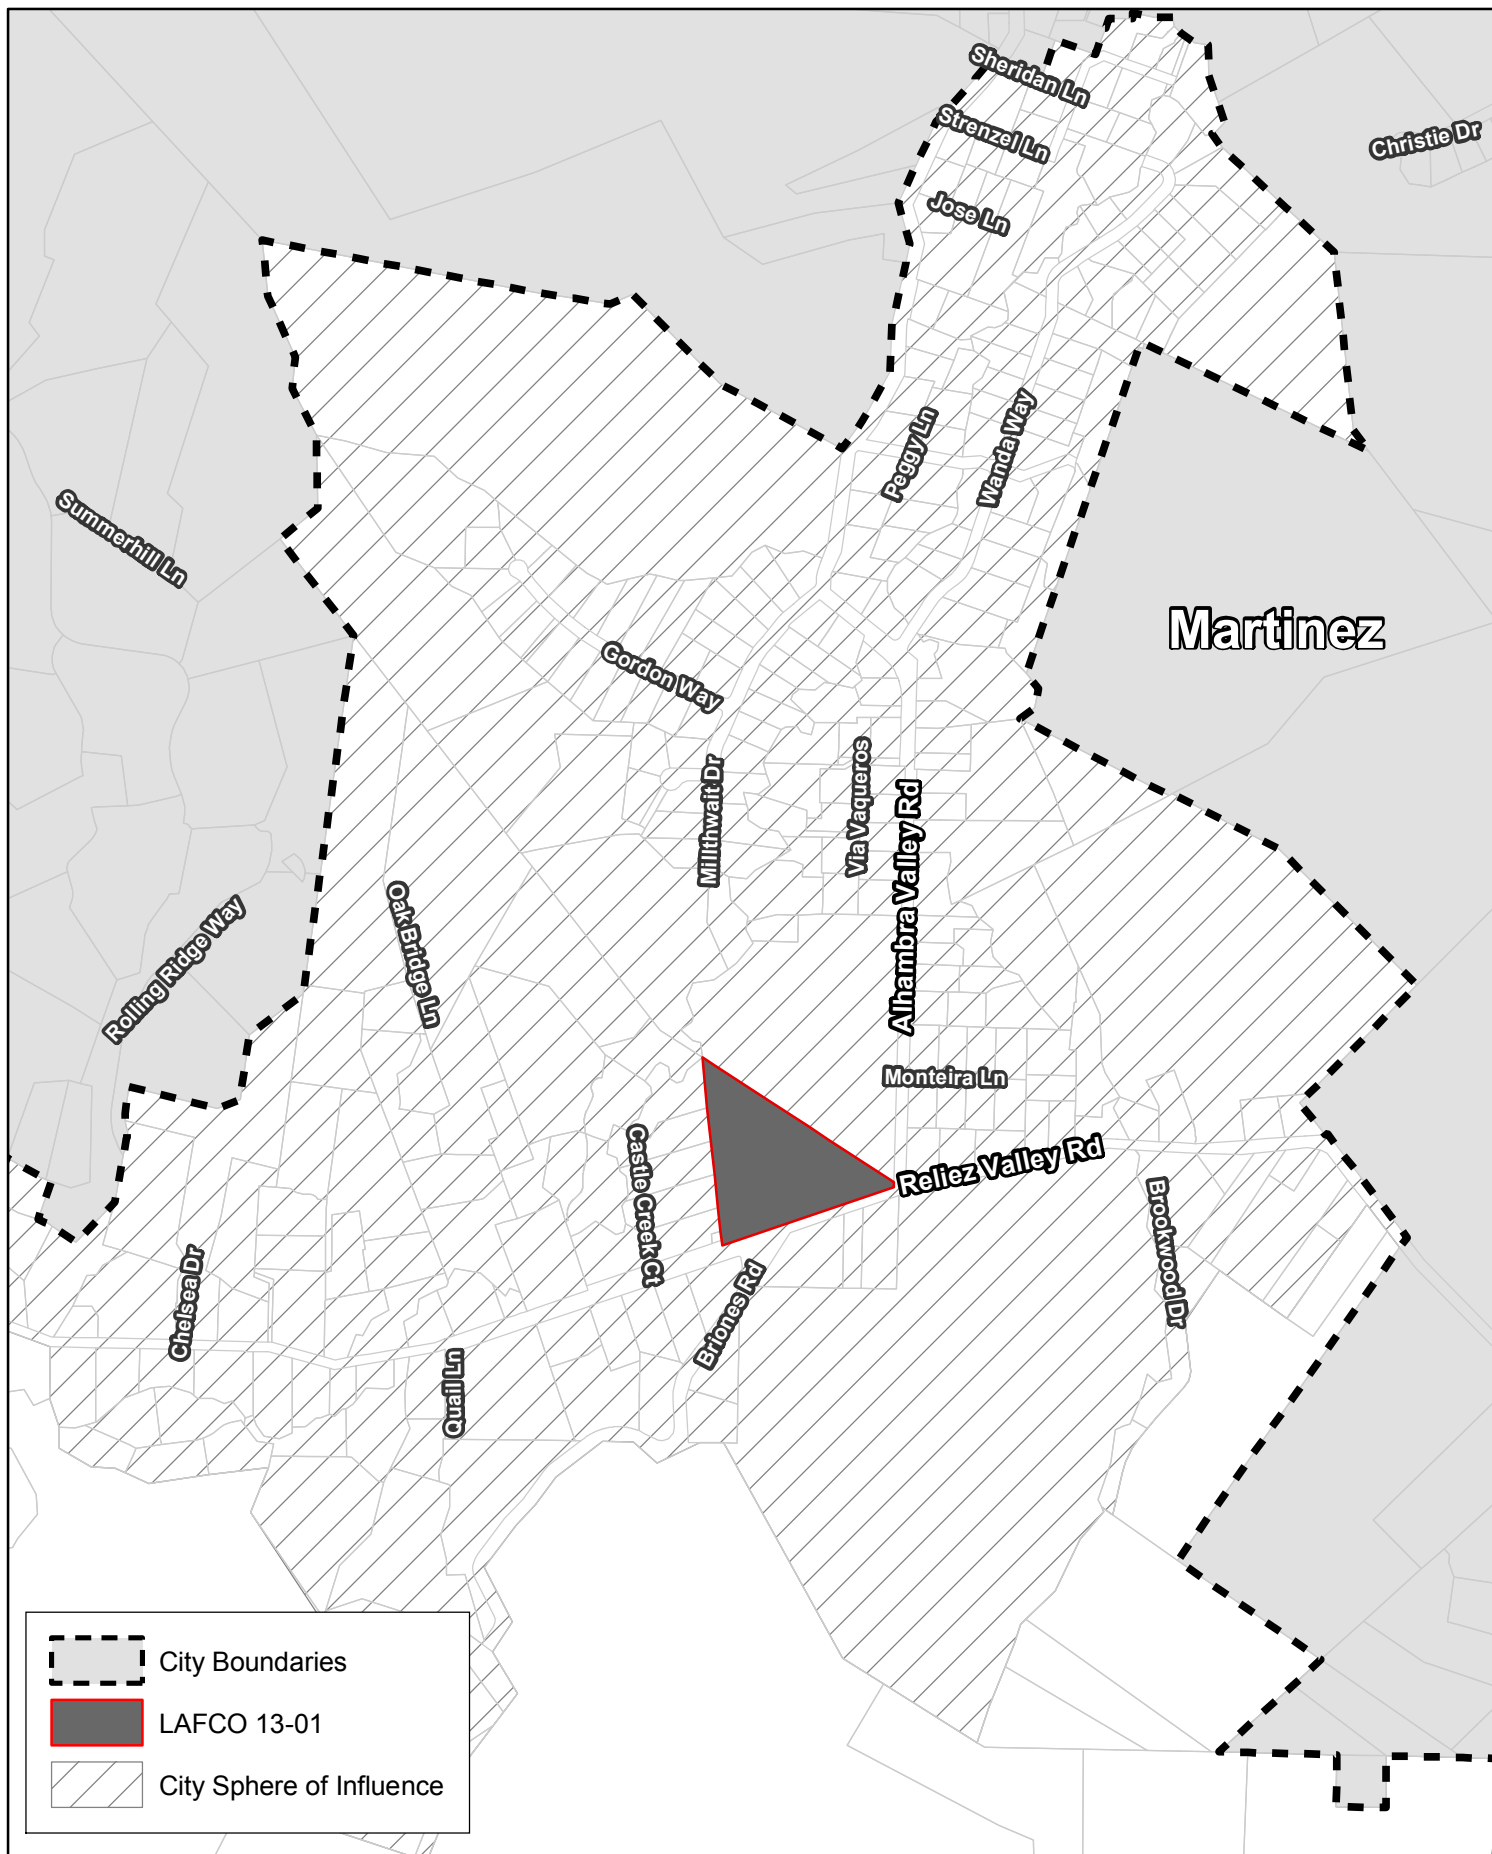 Sheridan Ln
Strenzel Ln
Christie Dr
Jose Ln
Peggy Ln
Wanda Way
Summerhill Ln
Martinez
Gordon Way
Millthwait Dr
Via Vaqueros
Alhambra Valley Rd
Oak Bridge Ln
Rolling Ridge Way
Monteira Ln
Castle Creek Ct
Reliez Valley Rd
Brookwood Dr
Chelsea Dr
Briones Rd
Quail Ln
City Boundaries
LAFCO 13-01
City Sphere of Influence